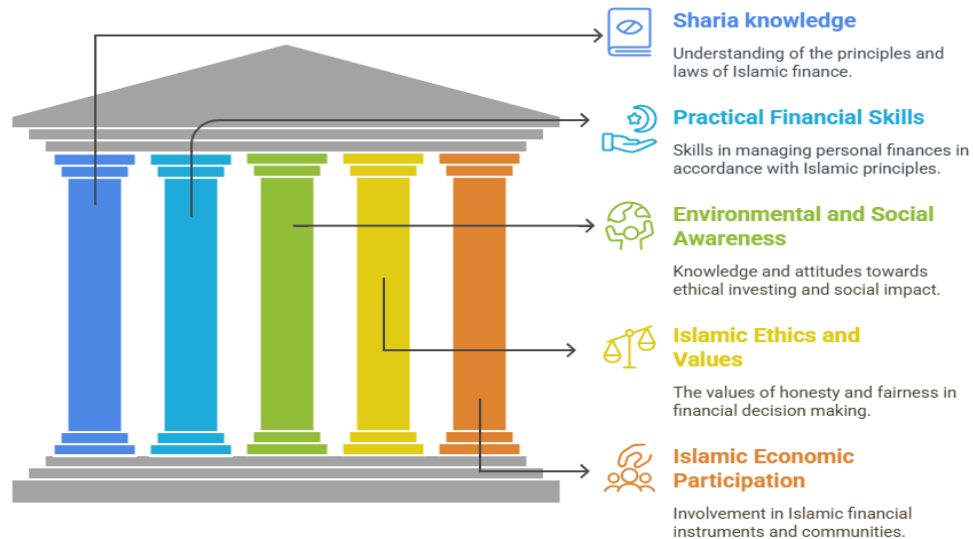 Sharia knowledge
Understanding of the principles and
laws of Islamic finance.
Practical Financial Skills
Skills in managing personal finances in
accordance with Islamic principles.
Environmental and Social
Awareness
Knowledge and attitudes towards
ethical investing and social impact.
Islamic Ethics and
Values
The values of honesty and fairness in
financial decision making.
Islamic Economic
Participation
Involvement in Islamic financial
instruments and communities.